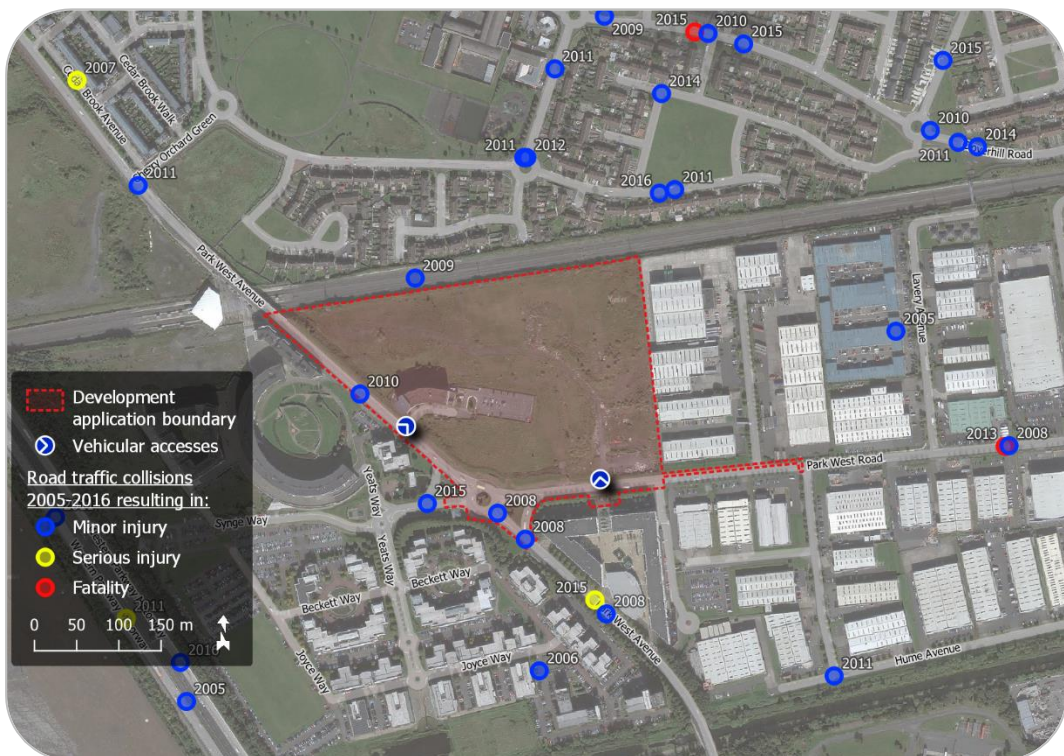 2009
2015
2010
2015
2011
2015
2007
Cedar Brook Walk
2014
2010
2014
2011
2011
2012
2011
2016
2011
Park West Avenue
2009
Lavery Avenue
2005
2010
Development
application boundary
Vehicular accesses
Road traffic collisions
2005-2016 resulting in:
Minor injury
Serious injury
Fatality
0 50 100 150 m
2013
2008
Park West Road
Yeats Way
2015
2008
Synge Way
2008
Yeats Way
Beckett Way
Beckett Way
2015
2008
West Avenue
2011
Joyce Way
Joyce Way
2006
Hume Avenue
2011
2016
2005